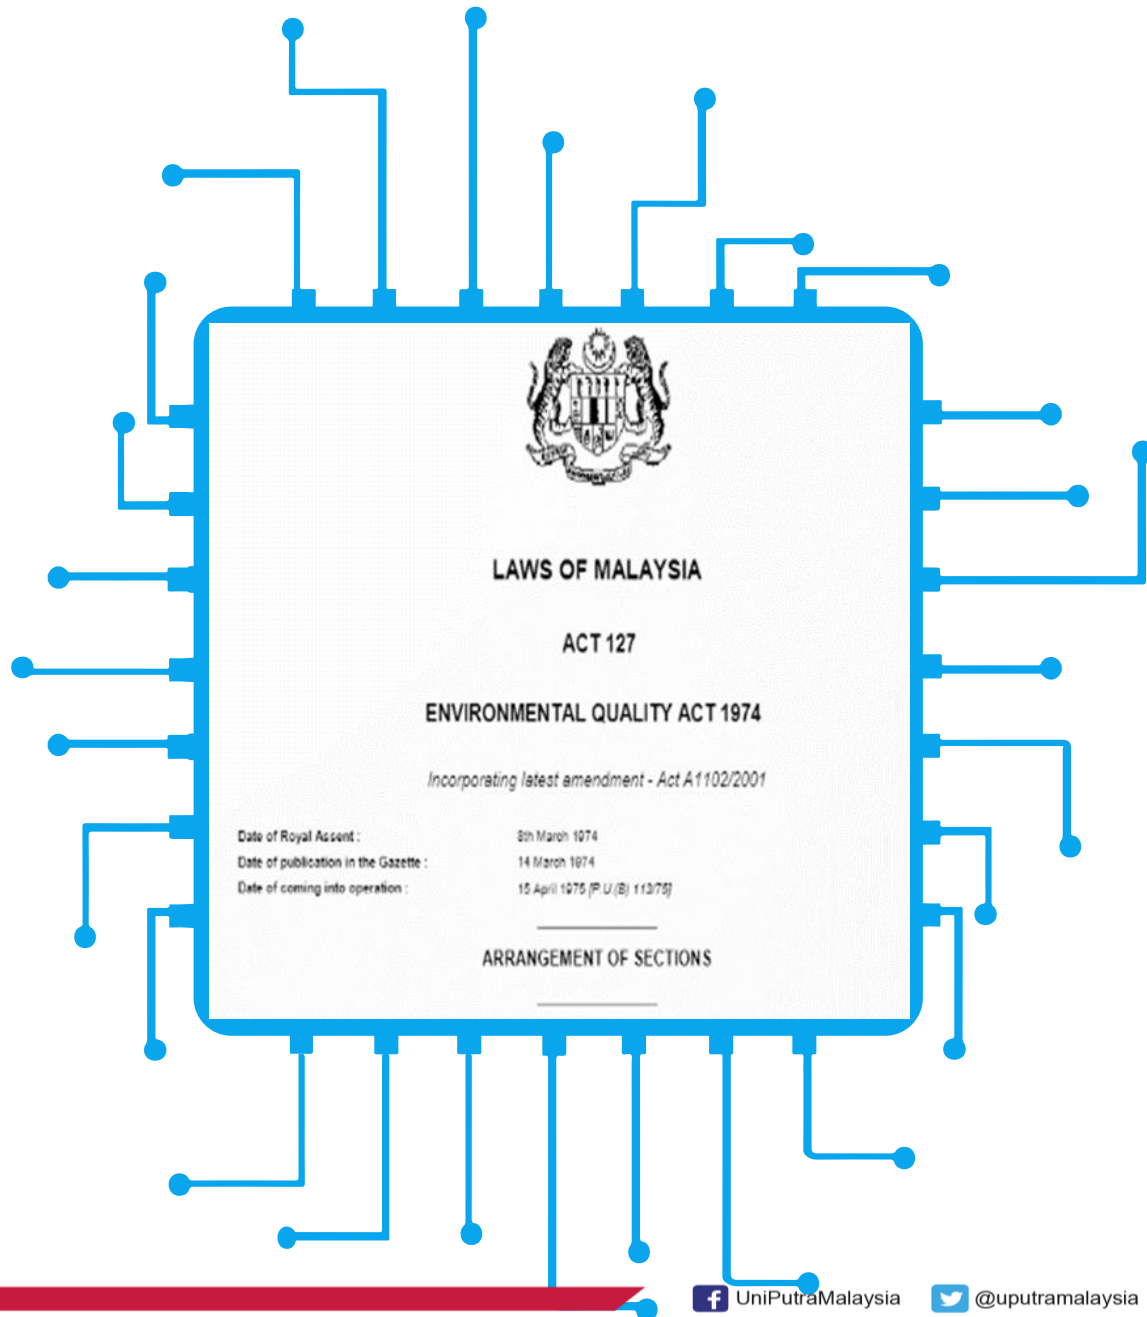 LAWS OF MALAYSIA
ACT 127
ENVIRONMENTAL QUALITY ACT 1974
Incorporating latest amendment - Act A1102/2001
Date of Royal Assent : 8th March 1974
Date of publication in the Gazette : 14 March 1974
Date of coming into operation : 15 April 1975 [P.U.(B) 113/75]
ARRANGEMENT OF SECTIONS
UniPutraMalaysia @uputramalaysia